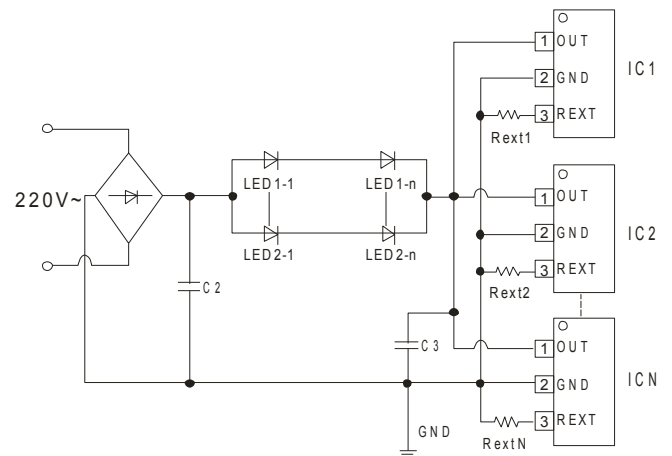 1 OUT
2 GND
3 REXT
IC1
Rext1
220V~
LED1-1
LED1-n
LED2-1
LED2-n
1 OUT
2 GND
3 REXT
IC2
Rext2
C2
C3
1 OUT
2 GND
3 REXT
ICN
RextN
GND